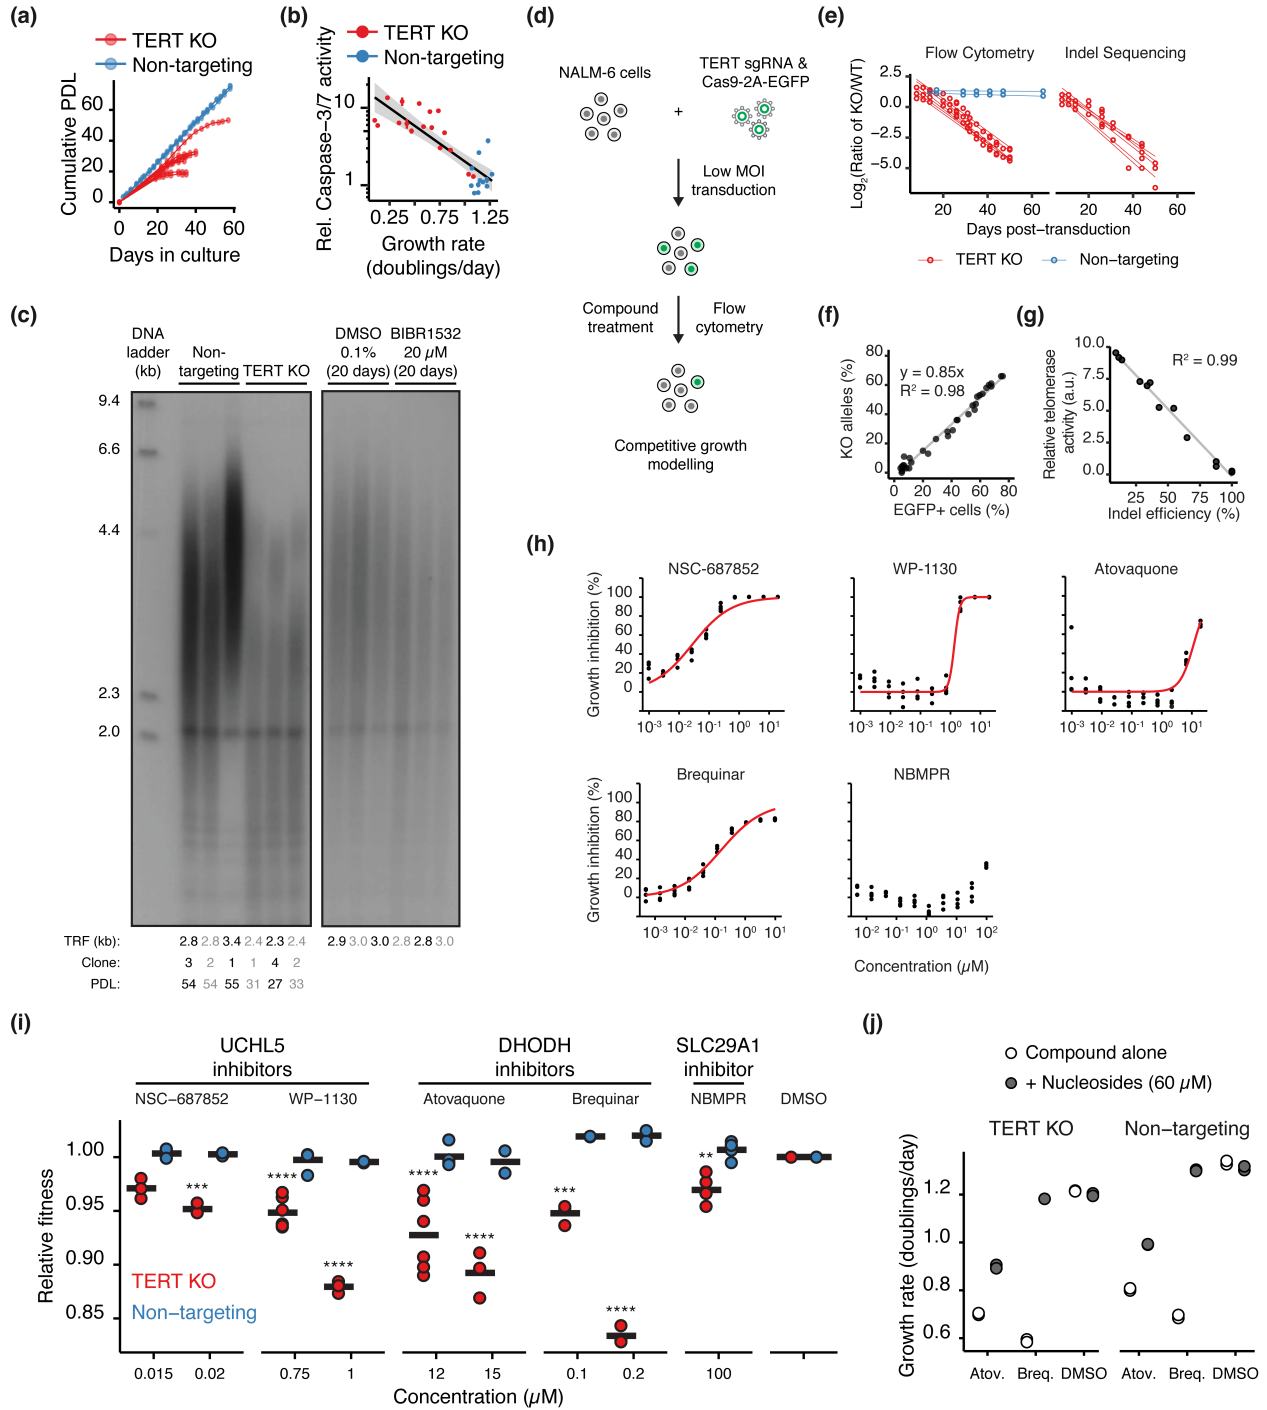 (a)
TERT KO
Non-targeting
Cumulative PDL
60
40
20
0
0 20 40 60
Days in culture
(b)
TERT KO
Non-targeting
Rel. Caspase–3/7 activity
10
1
0.25 0.75 1.25
Growth rate
(doublings/day)
(c)
DNA
ladder
(kb)
Non-
targeting
TERT KO
DMSO
0.1%
(20 days)
BIBR1532
20 µM
(20 days)
9.4
6.6
4.4
2.3
2.0
TRF (kb): 2.8 2.8 3.4 2.4 2.3 2.4 2.9 3.0 3.0 2.8 2.8 3.0
Clone: 3 2 1 1 4 2
PDL: 54 54 55 31 27 33
(d)
NALM-6 cells
+
TERT sgRNA &
Cas9-2A-EGFP
Low MOI
transduction
Compound
treatment
Flow
cytometry
Competitive growth
modelling
(e)
Flow Cytometry
Indel Sequencing
Log2(Ratio of KO/WT)
2.5
0.0
−2.5
−5.0
20 40 60
20 40 60
Days post−transduction
TERT KO
Non−targeting
(f)
KO alleles (%)
80
60
40
20
0
y = 0.85x
R² = 0.98
0 20 40 60 80
EGFP+ cells (%)
(g)
Relative telomerase
activity (a.u.)
10.0
7.5
5.0
2.5
0.0
R² = 0.99
25 50 75 100
Indel efficiency (%)
(h)
NSC-687852
WP-1130
Atovaquone
Growth inhibition (%)
100
80
60
40
20
0
10⁻³ 10⁻² 10⁻¹ 10⁰ 10¹
10⁻³ 10⁻² 10⁻¹ 10⁰ 10¹
10⁻³ 10⁻² 10⁻¹ 10⁰ 10¹
Brequinar
NBMPR
Growth inhibition (%)
100
80
60
40
20
0
10⁻³ 10⁻² 10⁻¹ 10⁰ 10¹
10⁻² 10⁻¹ 10⁰ 10¹ 10²
Concentration (µM)
(i)
UCHL5
inhibitors
DHODH
inhibitors
SLC29A1
inhibitor
NSC−687852
WP−1130
Atovaquone
Brequinar
NBMPR
DMSO
Relative fitness
1.00
0.95
0.90
0.85
***
****
****
****
****
***
****
**
TERT KO
Non−targeting
0.015 0.02 0.75 1 12 15 0.1 0.2 100
Concentration (µM)
(j)
Compound alone
+ Nucleosides (60 µM)
TERT KO
Non−targeting
Growth rate (doublings/day)
1.2
1.0
0.8
0.6
Atov. Breq. DMSO
Atov. Breq. DMSO